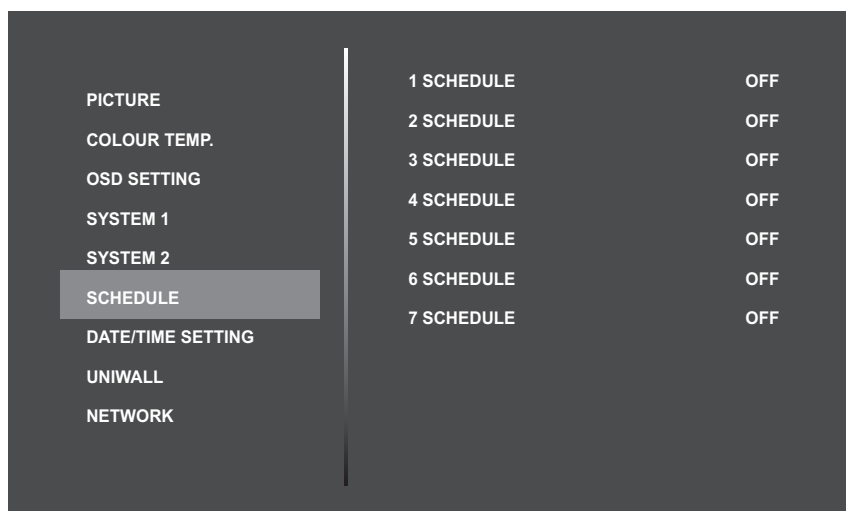 PICTURE
COLOUR TEMP.
OSD SETTING
SYSTEM 1
SYSTEM 2
SCHEDULE
DATE/TIME SETTING
UNIWALL
NETWORK
1 SCHEDULE OFF
2 SCHEDULE OFF
3 SCHEDULE OFF
4 SCHEDULE OFF
5 SCHEDULE OFF
6 SCHEDULE OFF
7 SCHEDULE OFF